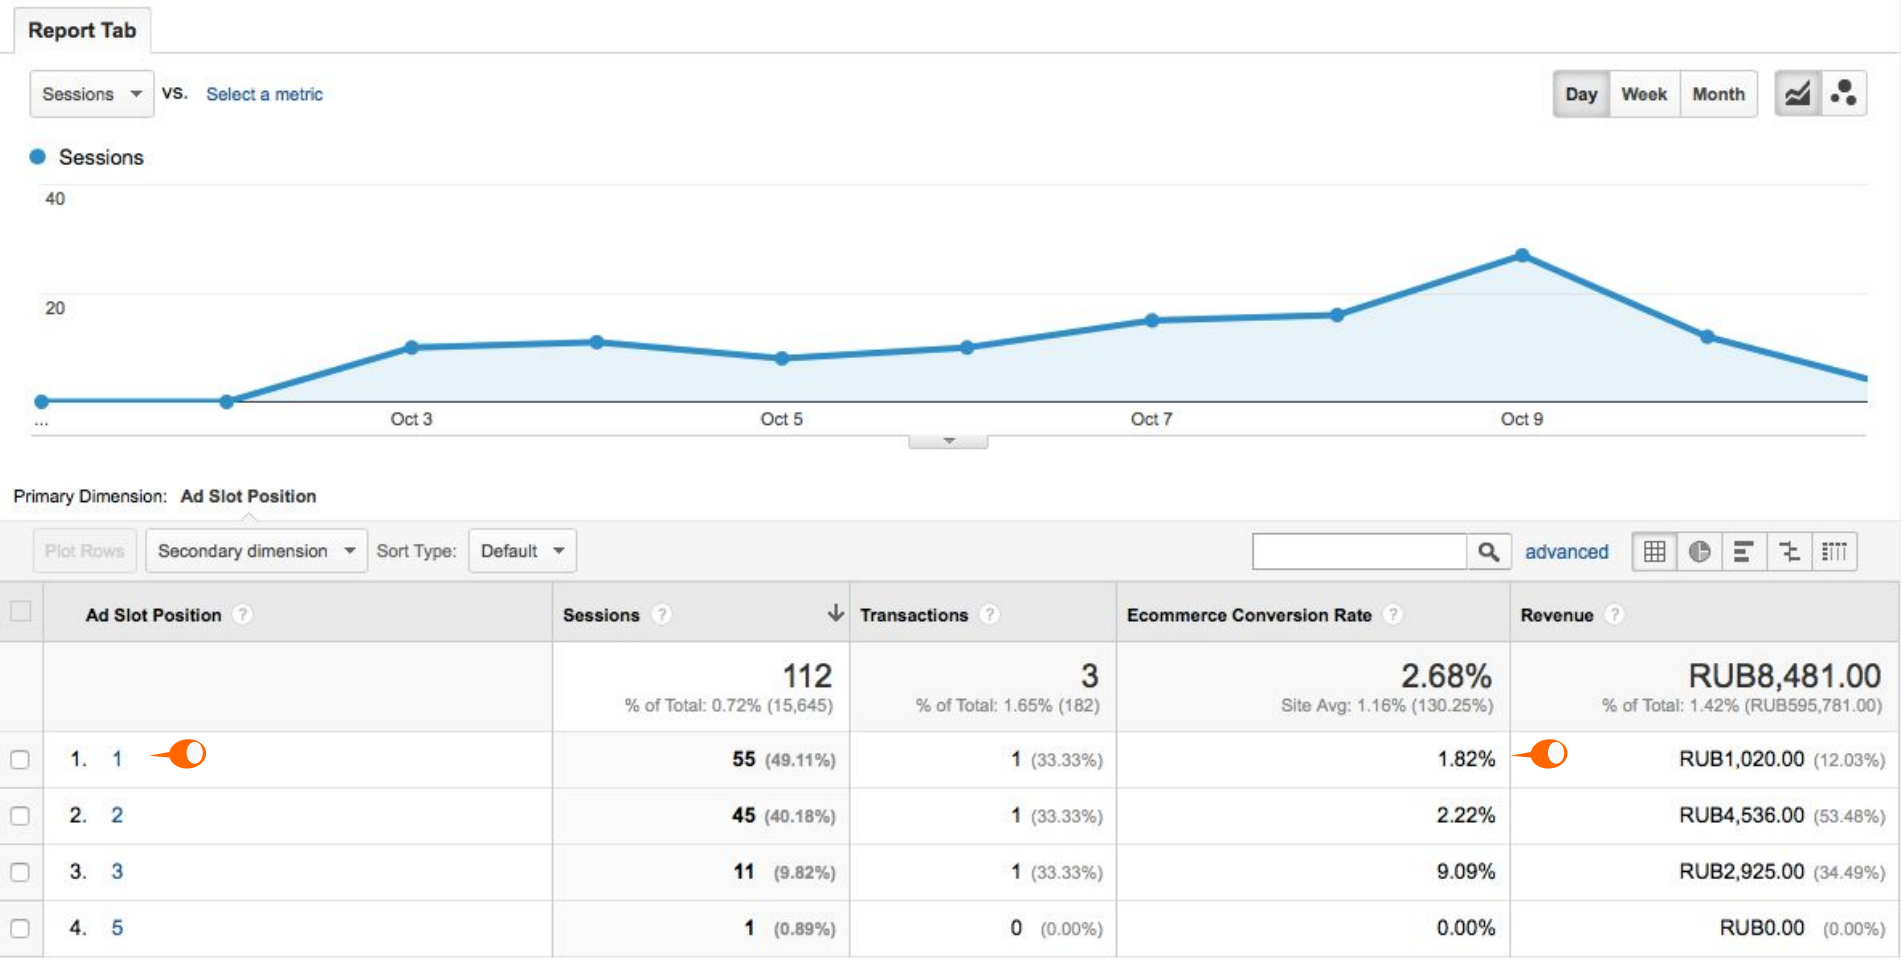 Report Tab
Sessions VS. Select a metric Day Week Month
Sessions
40
20
... Oct 3 Oct 5 Oct 7 Oct 9
Primary Dimension: Ad Slot Position
Plot Rows Secondary dimension Sort Type: Default advanced
Ad Slot Position ? Sessions ? Transactions ? Ecommerce Conversion Rate ? Revenue ?
112 3 2.68% RUB8,481.00
% of Total: 0.72% (15,645) % of Total: 1.65% (182) Site Avg: 1.16% (130.25%) % of Total: 1.42% (RUB595,781.00)
1. 1 55 (49.11%) 1 (33.33%) 1.82% RUB1,020.00 (12.03%)
2. 2 45 (40.18%) 1 (33.33%) 2.22% RUB4,536.00 (53.48%)
3. 3 11 (9.82%) 1 (33.33%) 9.09% RUB2,925.00 (34.49%)
4. 5 1 (0.89%) 0 (0.00%) 0.00% RUB0.00 (0.00%)